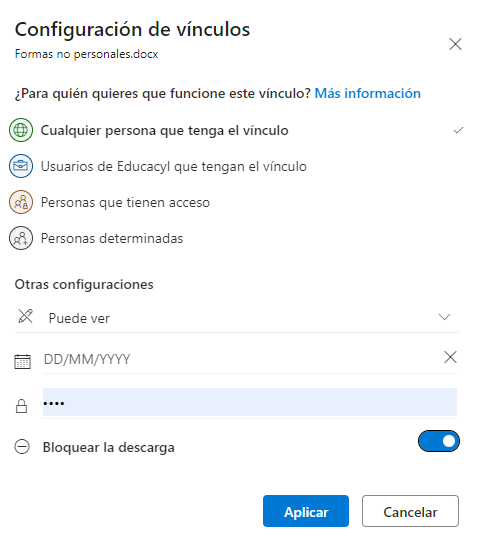 Configuración de vínculos
Formas no personales.docx
¿Para quién quieres que funcione este vínculo? Más información
Cualquier persona que tenga el vínculo
Usuarios de Educacyl que tengan el vínculo
Personas que tienen acceso
Personas determinadas
Otras configuraciones
Puede ver
DD/MM/YYYY
••••
Bloquear la descarga
Aplicar
Cancelar